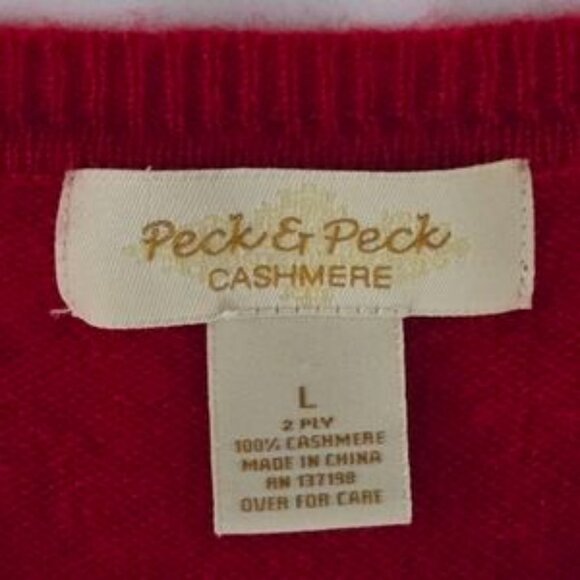 Peck & Peck
CASHMERE
L
2 PLY
100% CASHMERE
MADE IN CHINA
RN 137198
OVER FOR CARE